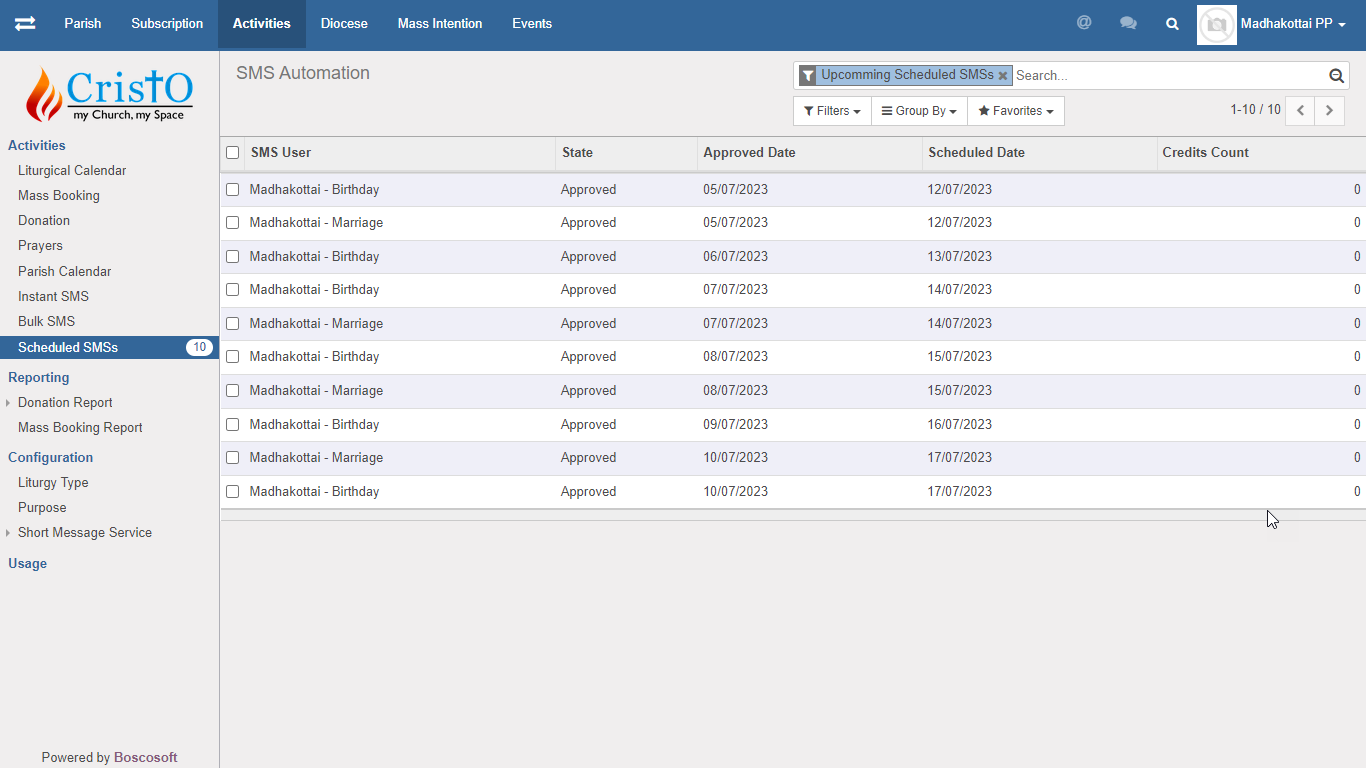 Parish Subscription Activities Diocese Mass Intention Events Madhakottai PP
CristO
my Church, my Space
Activities
Liturgical Calendar
Mass Booking
Donation
Prayers
Parish Calendar
Instant SMS
Bulk SMS
Scheduled SMSs 10
Reporting
Donation Report
Mass Booking Report
Configuration
Liturgy Type
Purpose
Short Message Service
Usage
Powered by Boscosoft
SMS Automation
Upcomming Scheduled SMSs Search...
Filters Group By Favorites 1-10 / 10
SMS User State Approved Date Scheduled Date Credits Count
Madhakottai - Birthday Approved 05/07/2023 12/07/2023 0
Madhakottai - Marriage Approved 05/07/2023 12/07/2023 0
Madhakottai - Birthday Approved 06/07/2023 13/07/2023 0
Madhakottai - Birthday Approved 07/07/2023 14/07/2023 0
Madhakottai - Marriage Approved 07/07/2023 14/07/2023 0
Madhakottai - Birthday Approved 08/07/2023 15/07/2023 0
Madhakottai - Marriage Approved 08/07/2023 15/07/2023 0
Madhakottai - Birthday Approved 09/07/2023 16/07/2023 0
Madhakottai - Marriage Approved 10/07/2023 17/07/2023 0
Madhakottai - Birthday Approved 10/07/2023 17/07/2023 0